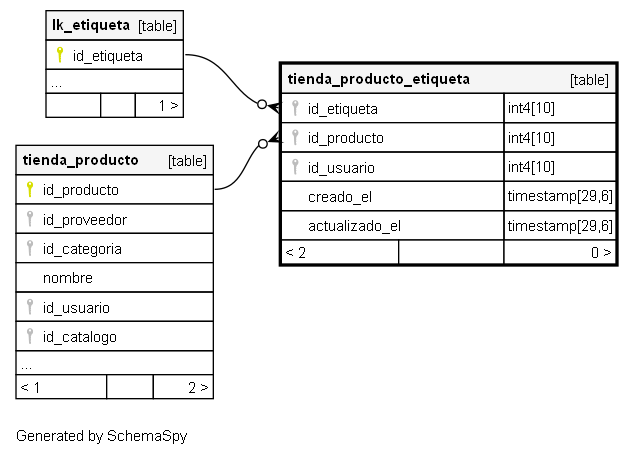 lk_etiqueta [table]
id_etiqueta
...
1 >
tienda_producto_etiqueta [table]
id_etiqueta int4[10]
id_producto int4[10]
id_usuario int4[10]
creado_el timestamp[29,6]
actualizado_el timestamp[29,6]
< 2 0 >
tienda_producto [table]
id_producto
id_proveedor
id_categoria
nombre
id_usuario
id_catalogo
...
< 1 2 >
Generated by SchemaSpy